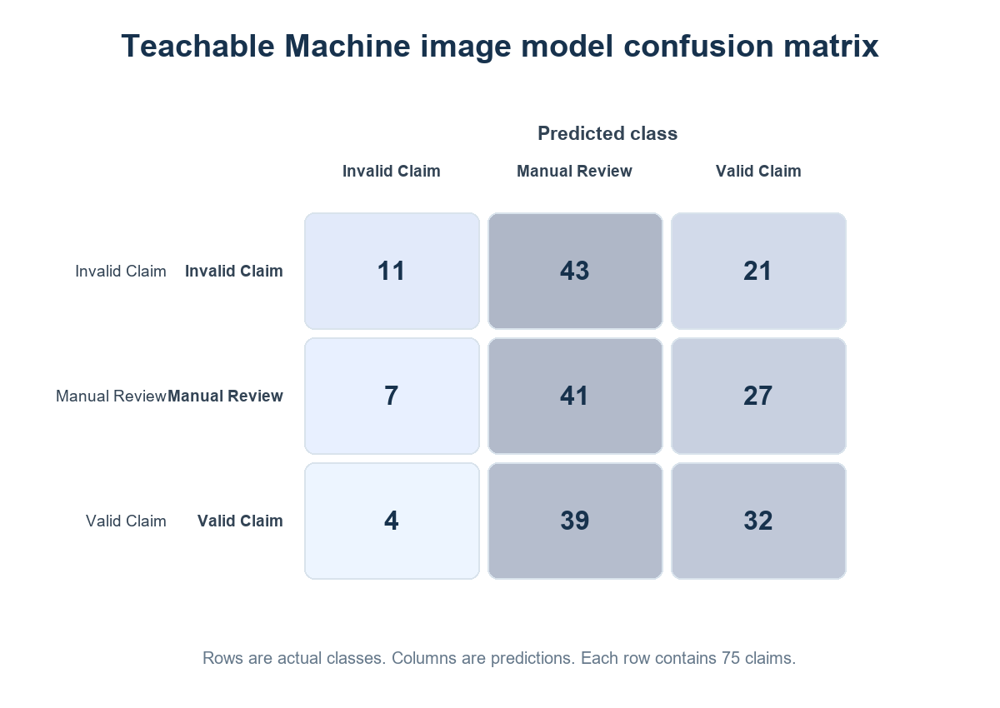 Teachable Machine image model confusion matrix
Predicted class
Invalid Claim Manual Review Valid Claim
Invalid Claim Invalid Claim 11 43 21
Manual Review Manual Review 7 41 27
Valid Claim Valid Claim 4 39 32
Rows are actual classes. Columns are predictions. Each row contains 75 claims.